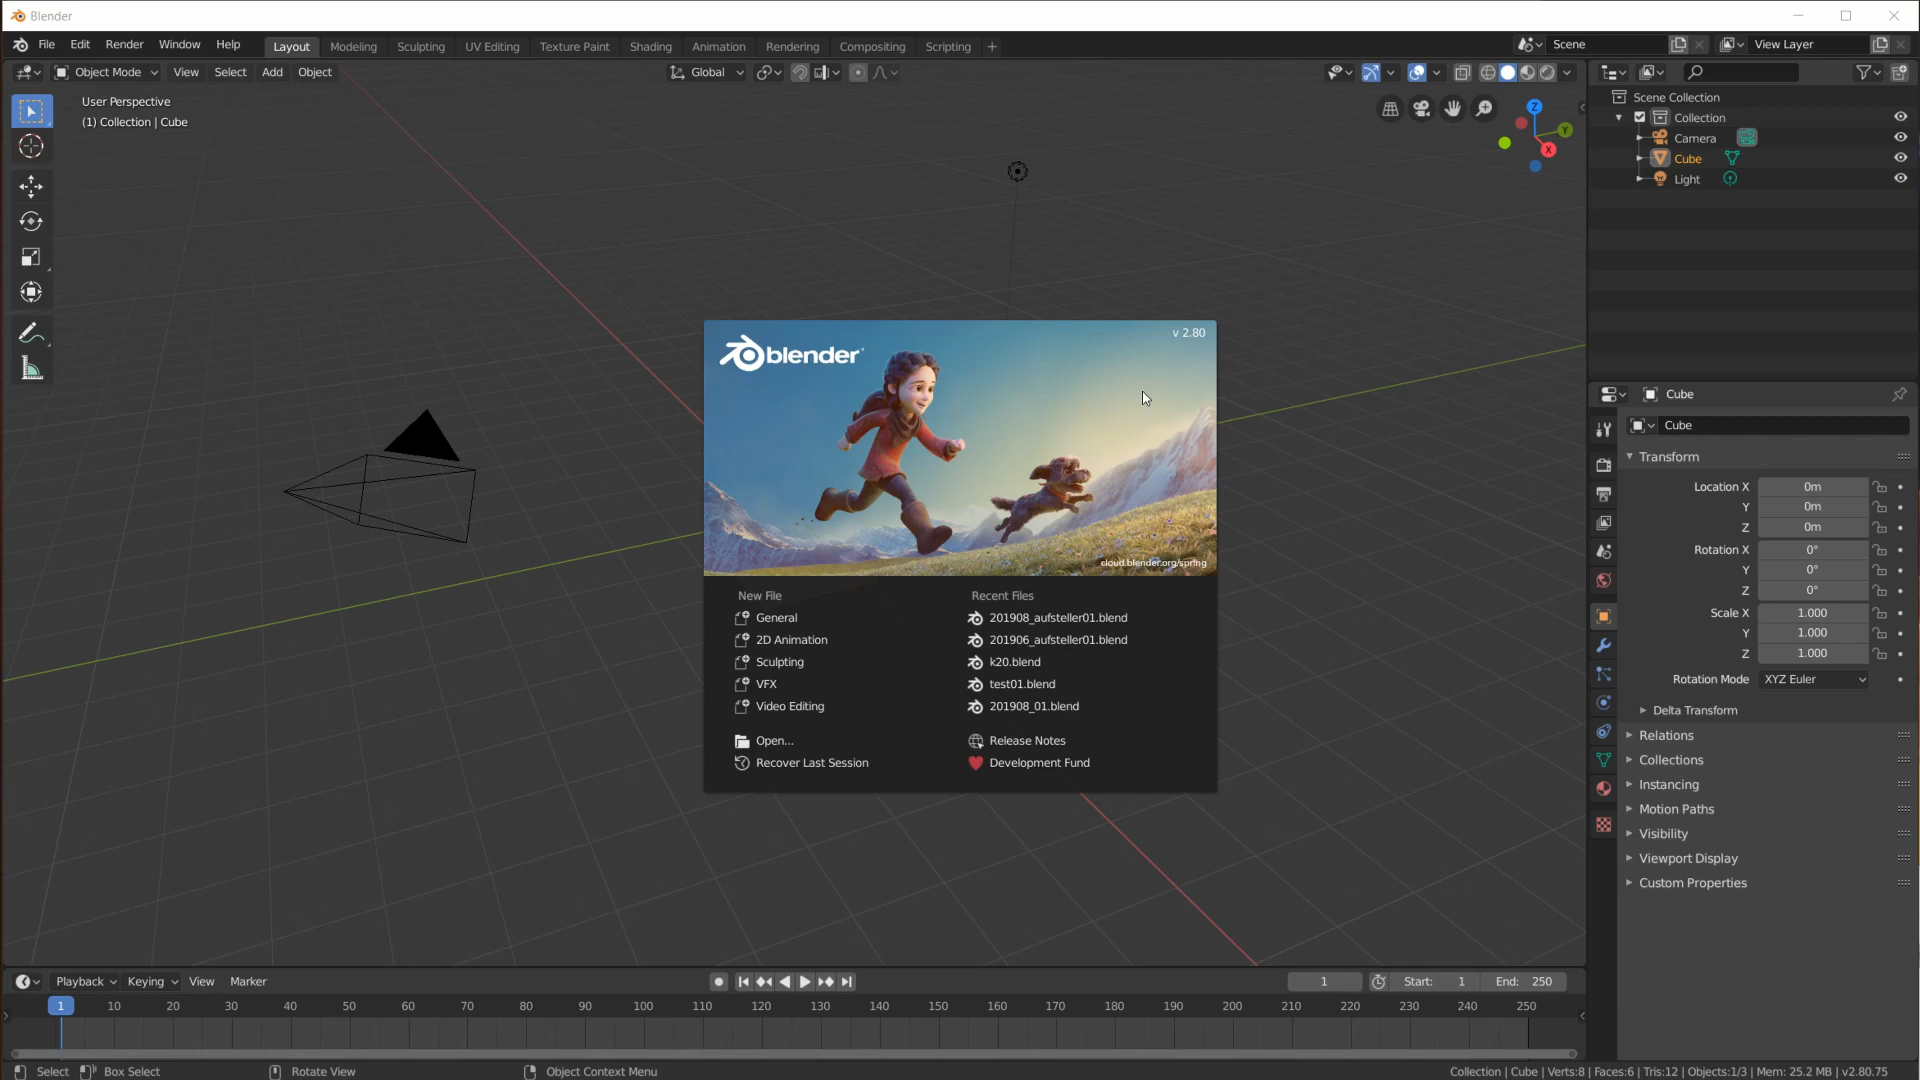 Blender
File Edit Render Window Help Layout Modeling Sculpting UV Editing Texture Paint Shading Animation Rendering Compositing Scripting + Scene View Layer
Object Mode View Select Add Object Global
User Perspective
(1) Collection | Cube
Z
Y
X
Scene Collection
Collection
Camera
Cube
Light
blender
v 2.80
cloud.blender.org/spring
New File
General
2D Animation
Sculpting
VFX
Video Editing
Open...
Recover Last Session
Recent Files
201908_aufsteller01.blend
201906_aufsteller01.blend
k20.blend
test01.blend
201908_01.blend
Release Notes
Development Fund
Cube
Cube
Transform
Location X 0m
Y 0m
Z 0m
Rotation X 0°
Y 0°
Z 0°
Scale X 1.000
Y 1.000
Z 1.000
Rotation Mode XYZ Euler
Delta Transform
Relations
Collections
Instancing
Motion Paths
Visibility
Viewport Display
Custom Properties
Playback Keying View Marker 1 Start: 1 End: 250
1 10 20 30 40 50 60 70 80 90 100 110 120 130 140 150 160 170 180 190 200 210 220 230 240 250
Select Box Select Rotate View Object Context Menu Collection | Cube | Verts:8 | Faces:6 | Tris:12 | Objects:1/3 | Mem: 25.2 MB | v2.80.75